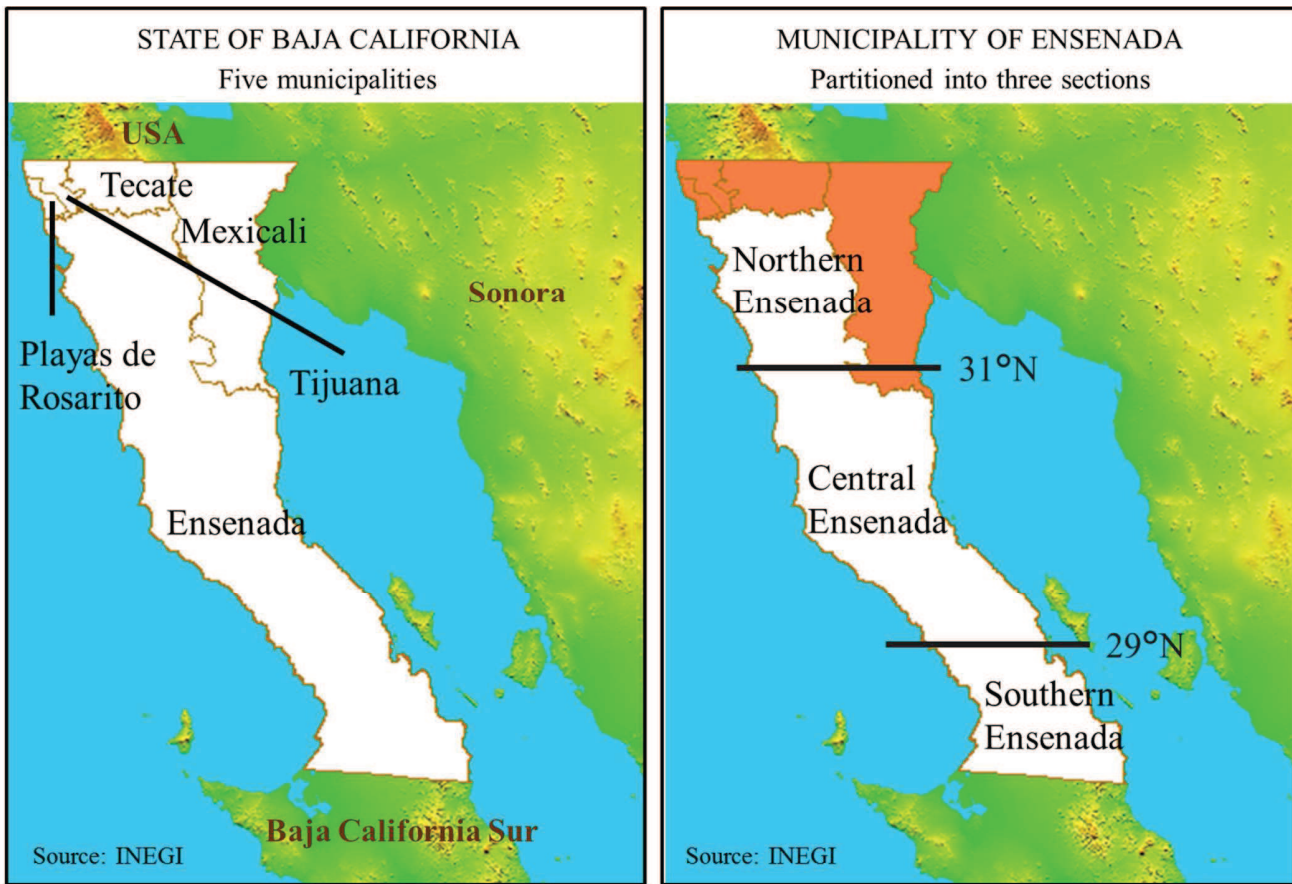 STATE OF BAJA CALIFORNIA
Five municipalities
USA
Tecate
Mexicali
Sonora
Playas de
Rosarito
Tijuana
Ensenada
Baja California Sur
Source: INEGI
MUNICIPALITY OF ENSENADA
Partitioned into three sections
Northern
Ensenada
31°N
Central
Ensenada
29°N
Southern
Ensenada
Source: INEGI